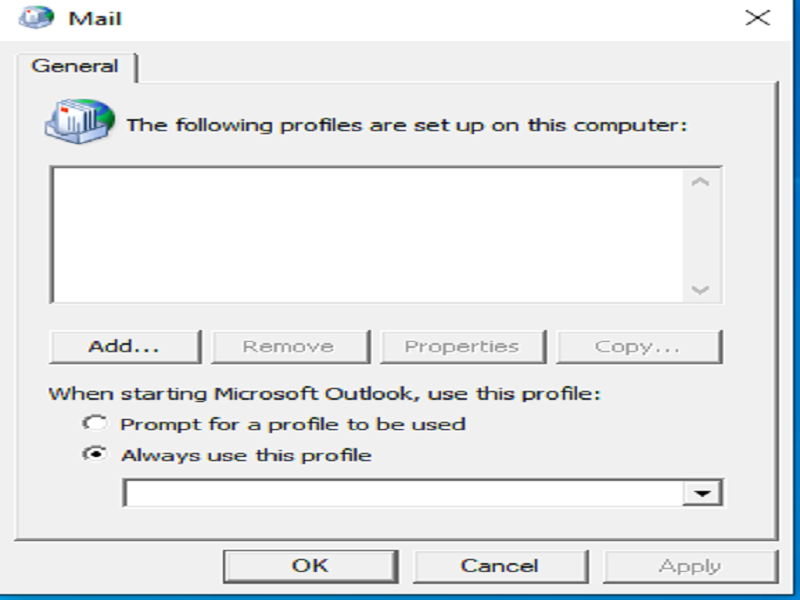 Mail
General
The following profiles are set up on this computer:
Add... Remove Properties Copy...
When starting Microsoft Outlook, use this profile:
Prompt for a profile to be used
Always use this profile
OK Cancel Apply